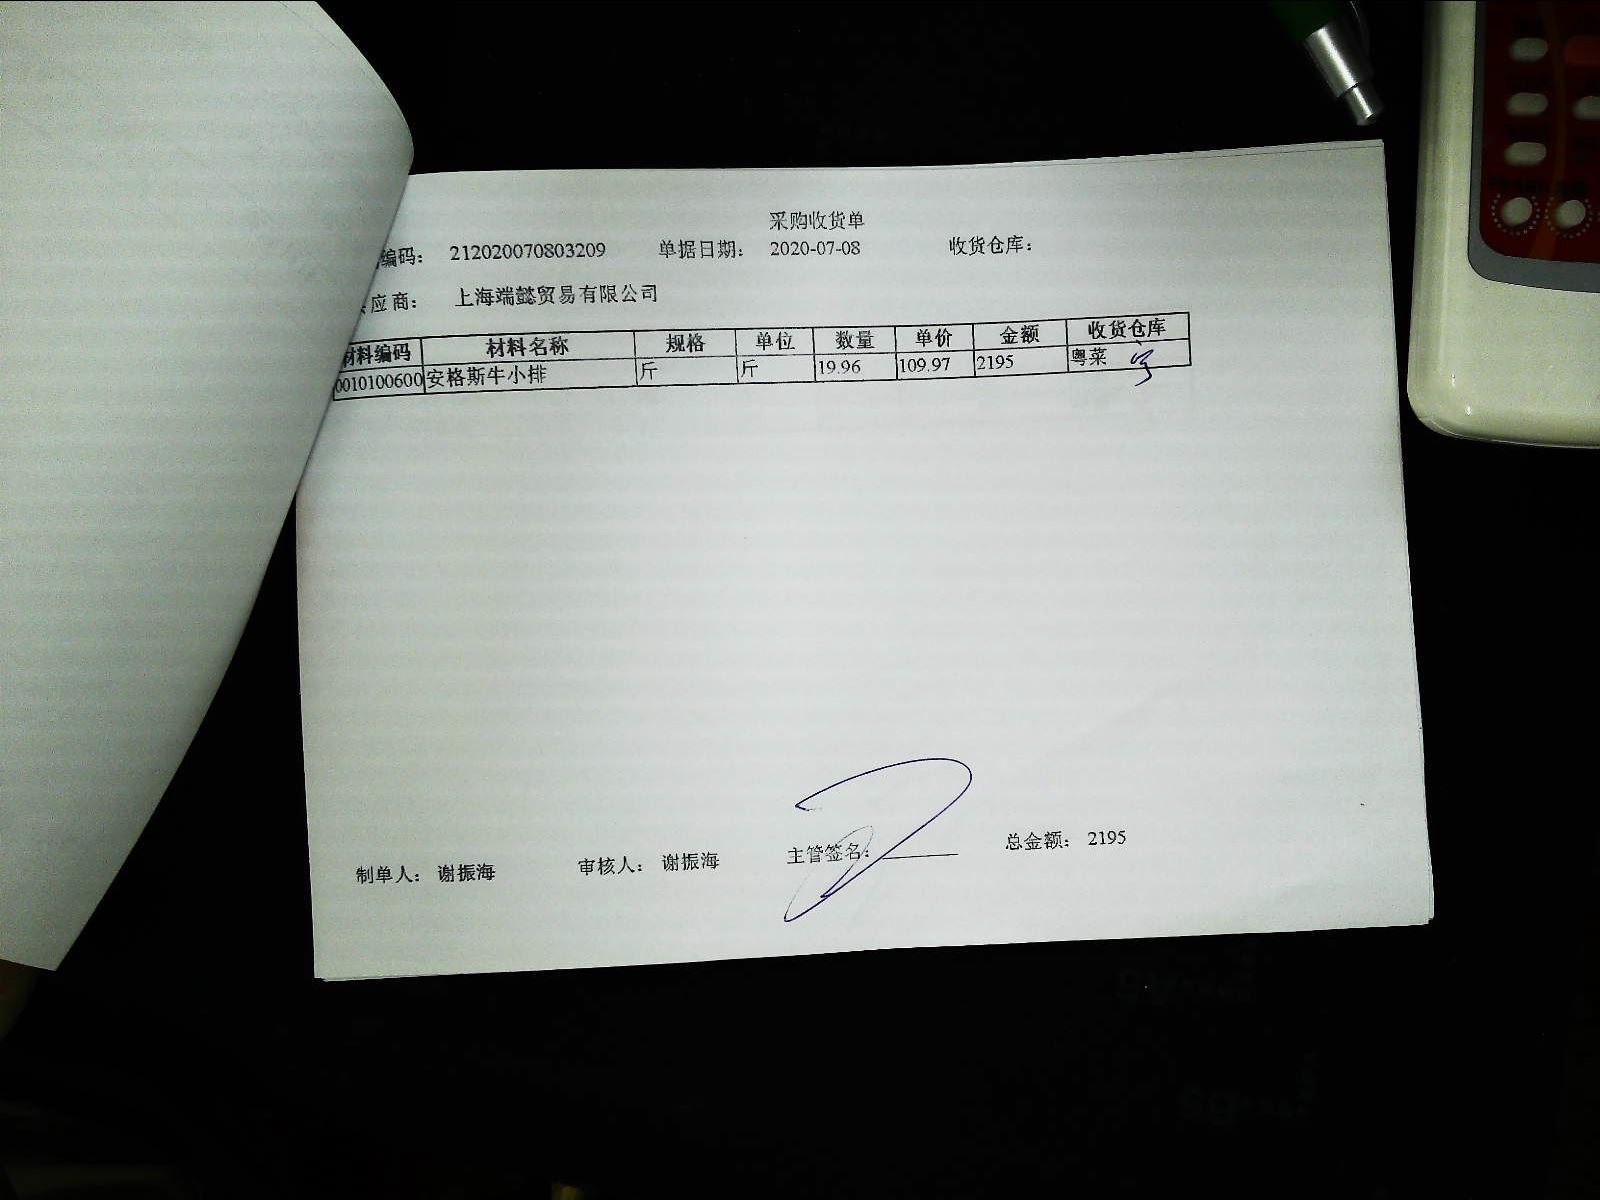 采购收货单
编码： 212020070803209 单据日期： 2020-07-08 收货仓库：
应商： 上海端懿贸易有限公司
材料编码 材料名称 规格 单位 数量 单价 金额 收货仓库
0010100600 安格斯牛小排 斤 斤 19.96 109.97 2195 粤菜
制单人： 谢振海 审核人： 谢振海 主管签名： 总金额： 2195